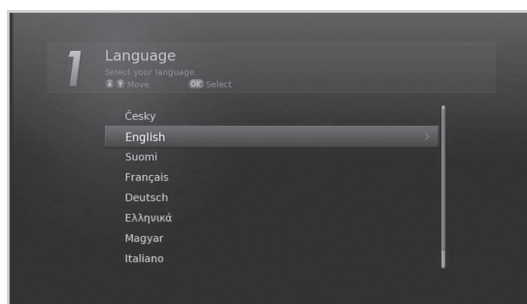 1
Language
Select your language.
Move OK Select
Česky
English
Suomi
Français
Deutsch
Ελληνικά
Magyar
Italiano